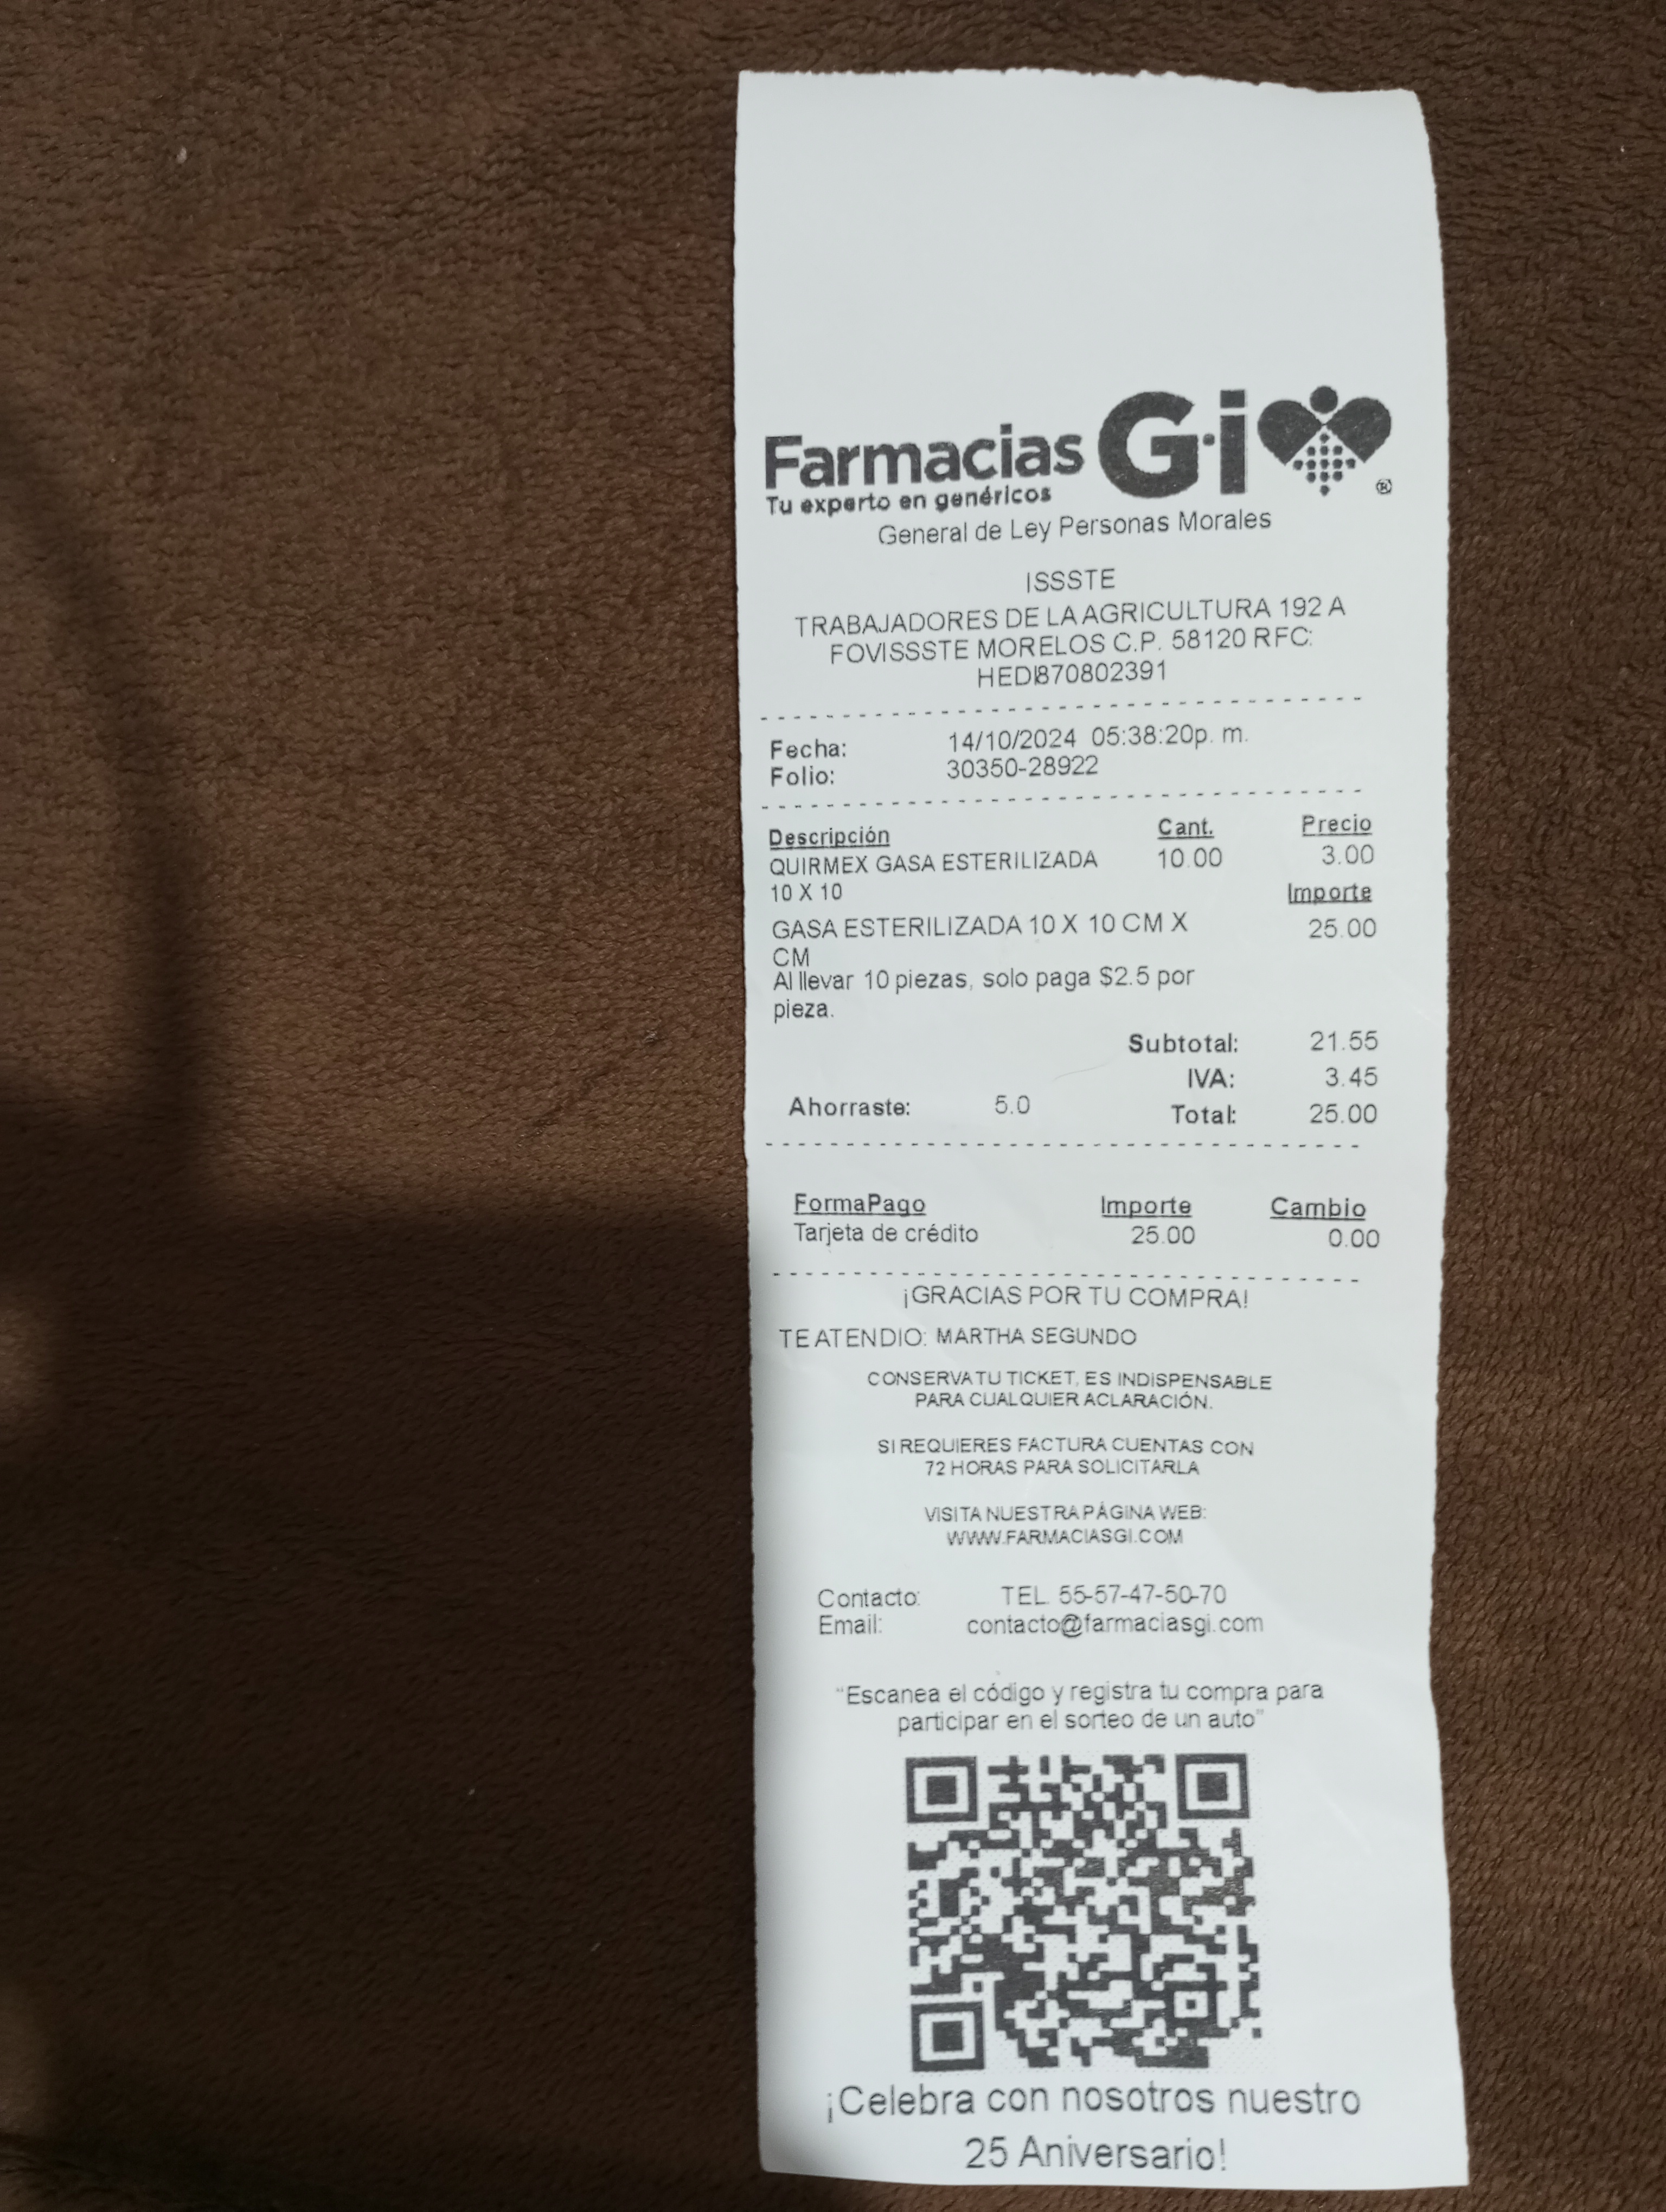 Farmacias G·i ®
Tu experto en genéricos
General de Ley Personas Morales
ISSSTE
TRABAJADORES DE LA AGRICULTURA 192 A
FOVISSSTE MORELOS C.P. 58120 RFC:
HEDI870802391
Fecha: 14/10/2024 05:38:20p. m.
Folio: 30350-28922
Descripción Cant. Precio
QUIRMEX GASA ESTERILIZADA 10.00 3.00
10 X 10 Importe
GASA ESTERILIZADA 10 X 10 CM X 25.00
CM
Al llevar 10 piezas, solo paga $2.5 por
pieza.
Subtotal: 21.55
IVA: 3.45
Ahorraste: 5.0 Total: 25.00
FormaPago Importe Cambio
Tarjeta de crédito 25.00 0.00
¡GRACIAS POR TU COMPRA!
TE ATENDIO: MARTHA SEGUNDO
CONSERVA TU TICKET, ES INDISPENSABLE
PARA CUALQUIER ACLARACIÓN.
SI REQUIERES FACTURA CUENTAS CON
72 HORAS PARA SOLICITARLA
VISITA NUESTRA PÁGINA WEB:
WWW.FARMACIASGI.COM
Contacto: TEL. 55-57-47-50-70
Email: contacto@farmaciasgi.com
"Escanea el código y registra tu compra para
participar en el sorteo de un auto"
¡Celebra con nosotros nuestro
25 Aniversario!